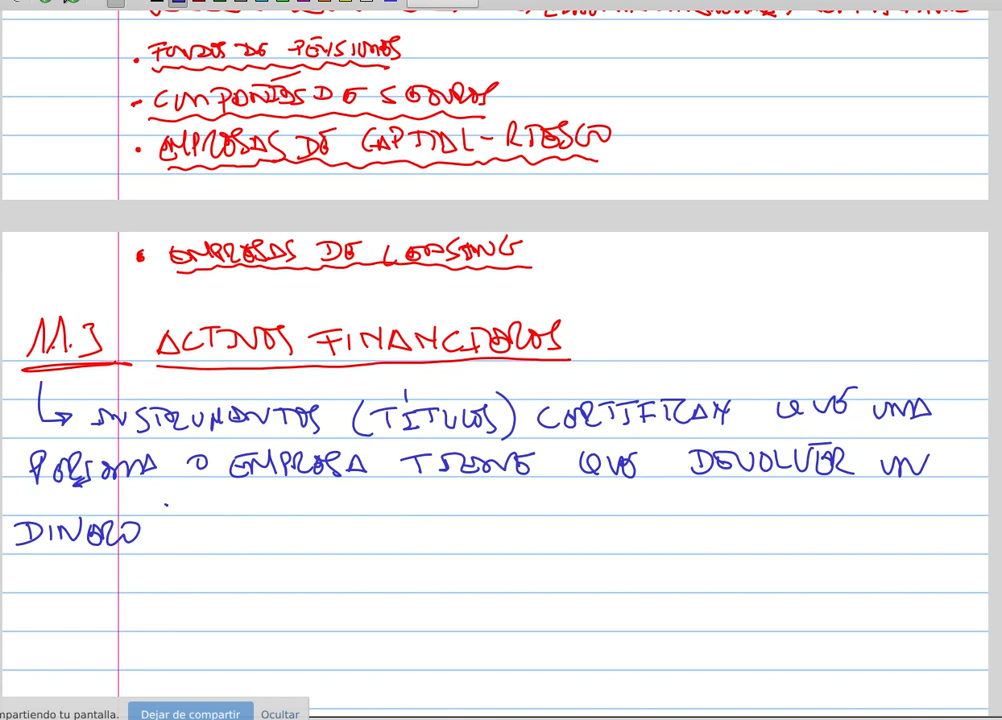 · FONDOS DE PENSIONES
- COMPAÑÍAS DE SEGUROS
· EMPRESAS DE CAPITAL-RIESGO
· EMPRESAS DE LEASING
11.3 ACTIVOS FINANCIEROS
↳ INSTRUMENTOS (TÍTULOS) CERTIFICAN QUE UNA
PERSONA O EMPRESA TIENE QUE DEVOLVER UN
DINERO
mpartiendo tu pantalla. Dejar de compartir Ocultar